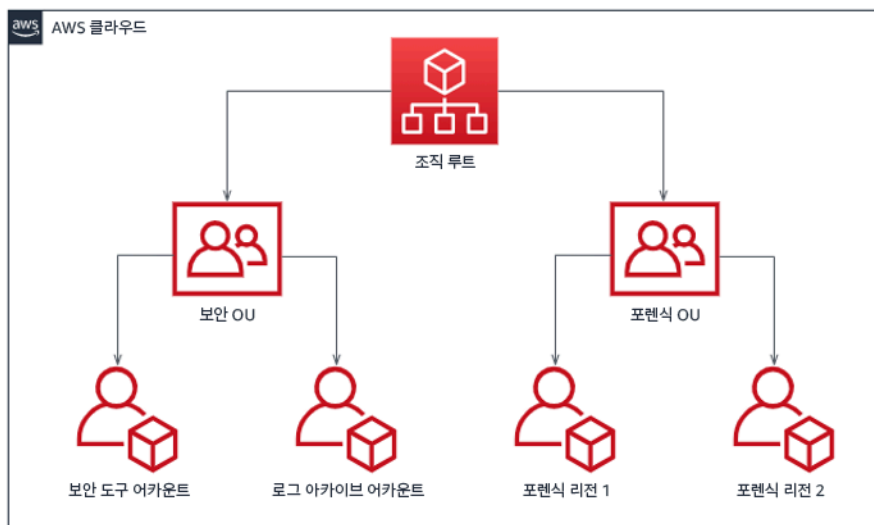 aws AWS 클라우드
조직 루트
보안 OU
포렌식 OU
보안 도구 어카운트
로그 아카이브 어카운트
포렌식 리전 1
포렌식 리전 2